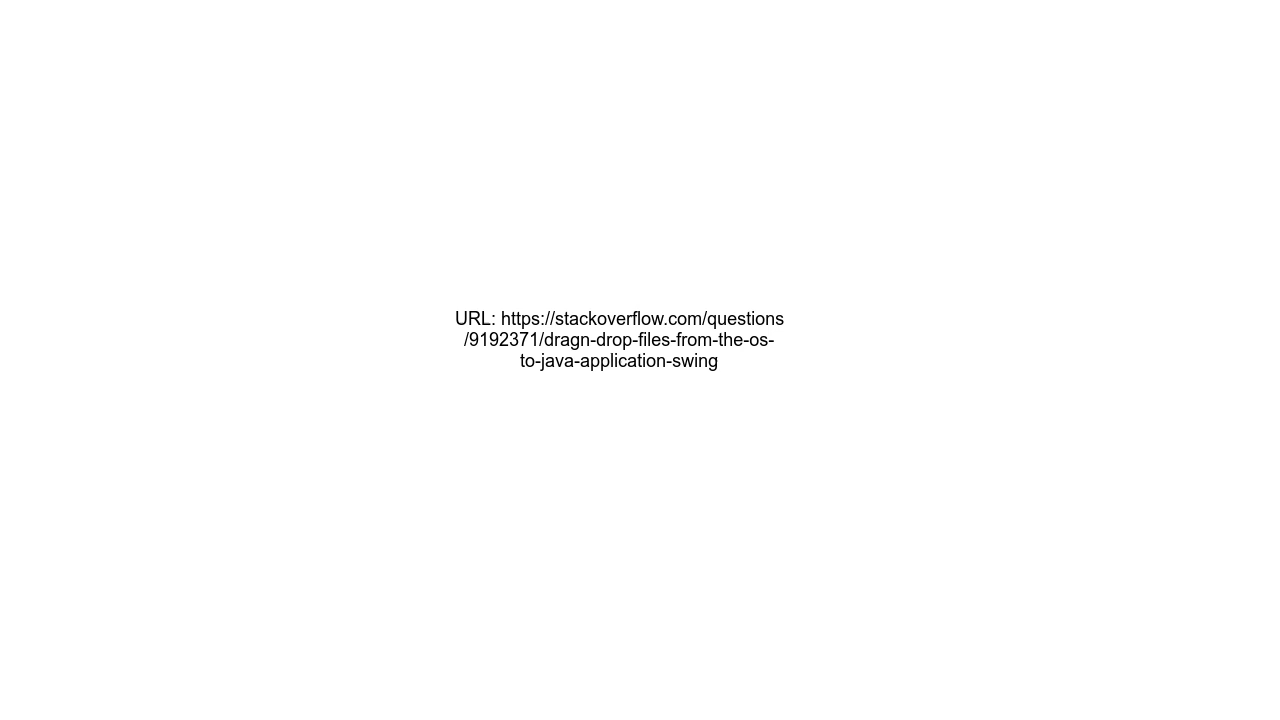 URL: https://stackoverflow.com/questions
/9192371/dragn-drop-files-from-the-os-
to-java-application-swing